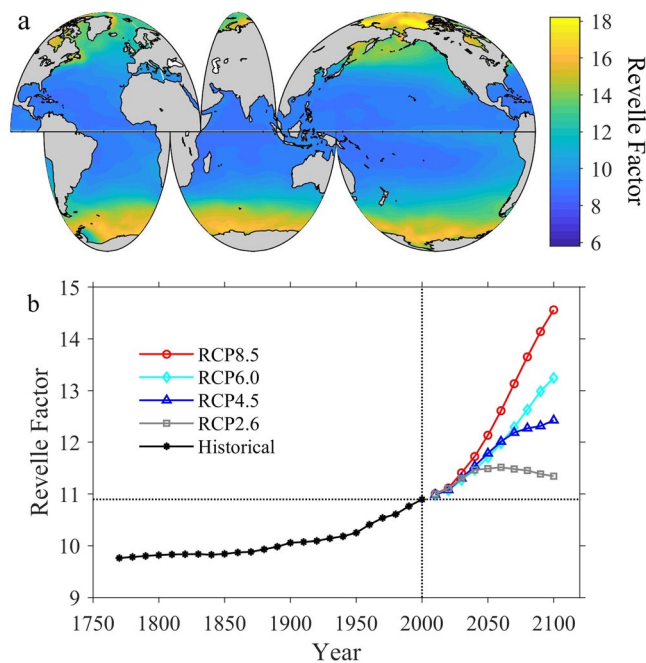 a
18
16
14
12
10
8
6
Revelle Factor
b
15
14
13
12
11
10
9
Revelle Factor
RCP8.5
RCP6.0
RCP4.5
RCP2.6
Historical
1750 1800 1850 1900 1950 2000 2050 2100
Year